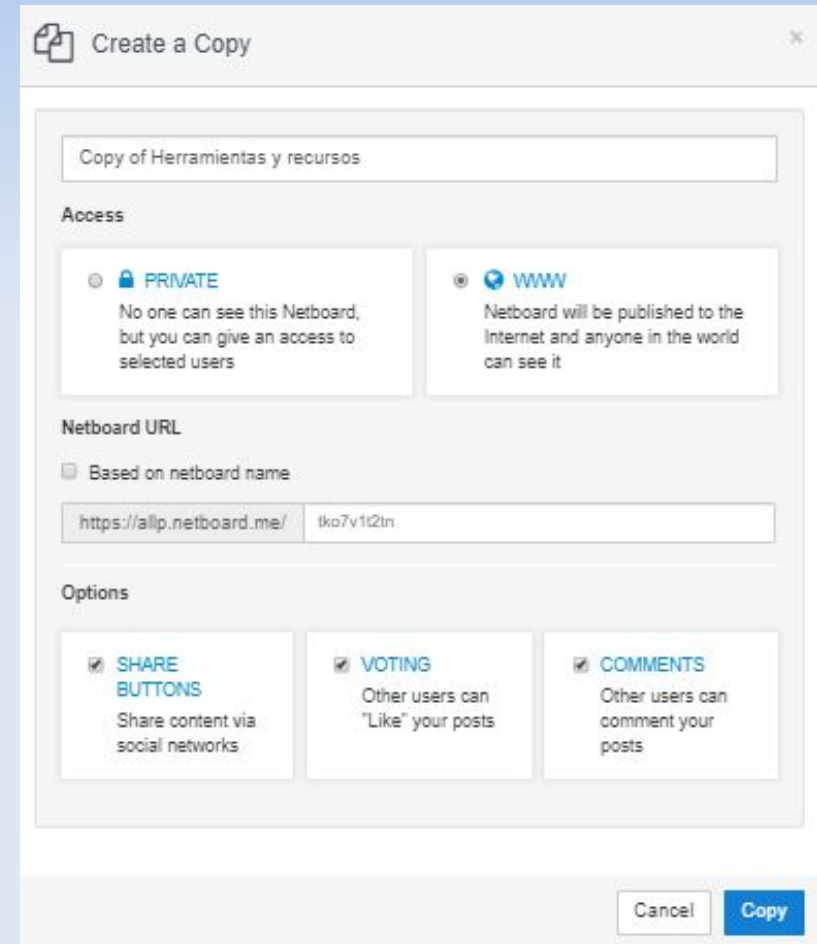 Create a Copy
×
Copy of Herramientas y recursos
Access
PRIVATE
No one can see this Netboard,
but you can give an access to
selected users
WWW
Netboard will be published to the
Internet and anyone in the world
can see it
Netboard URL
Based on netboard name
https://allp.netboard.me/ tko7v1t2tn
Options
SHARE
BUTTONS
Share content via
social networks
VOTING
Other users can
"Like" your posts
COMMENTS
Other users can
comment your
posts
Cancel Copy